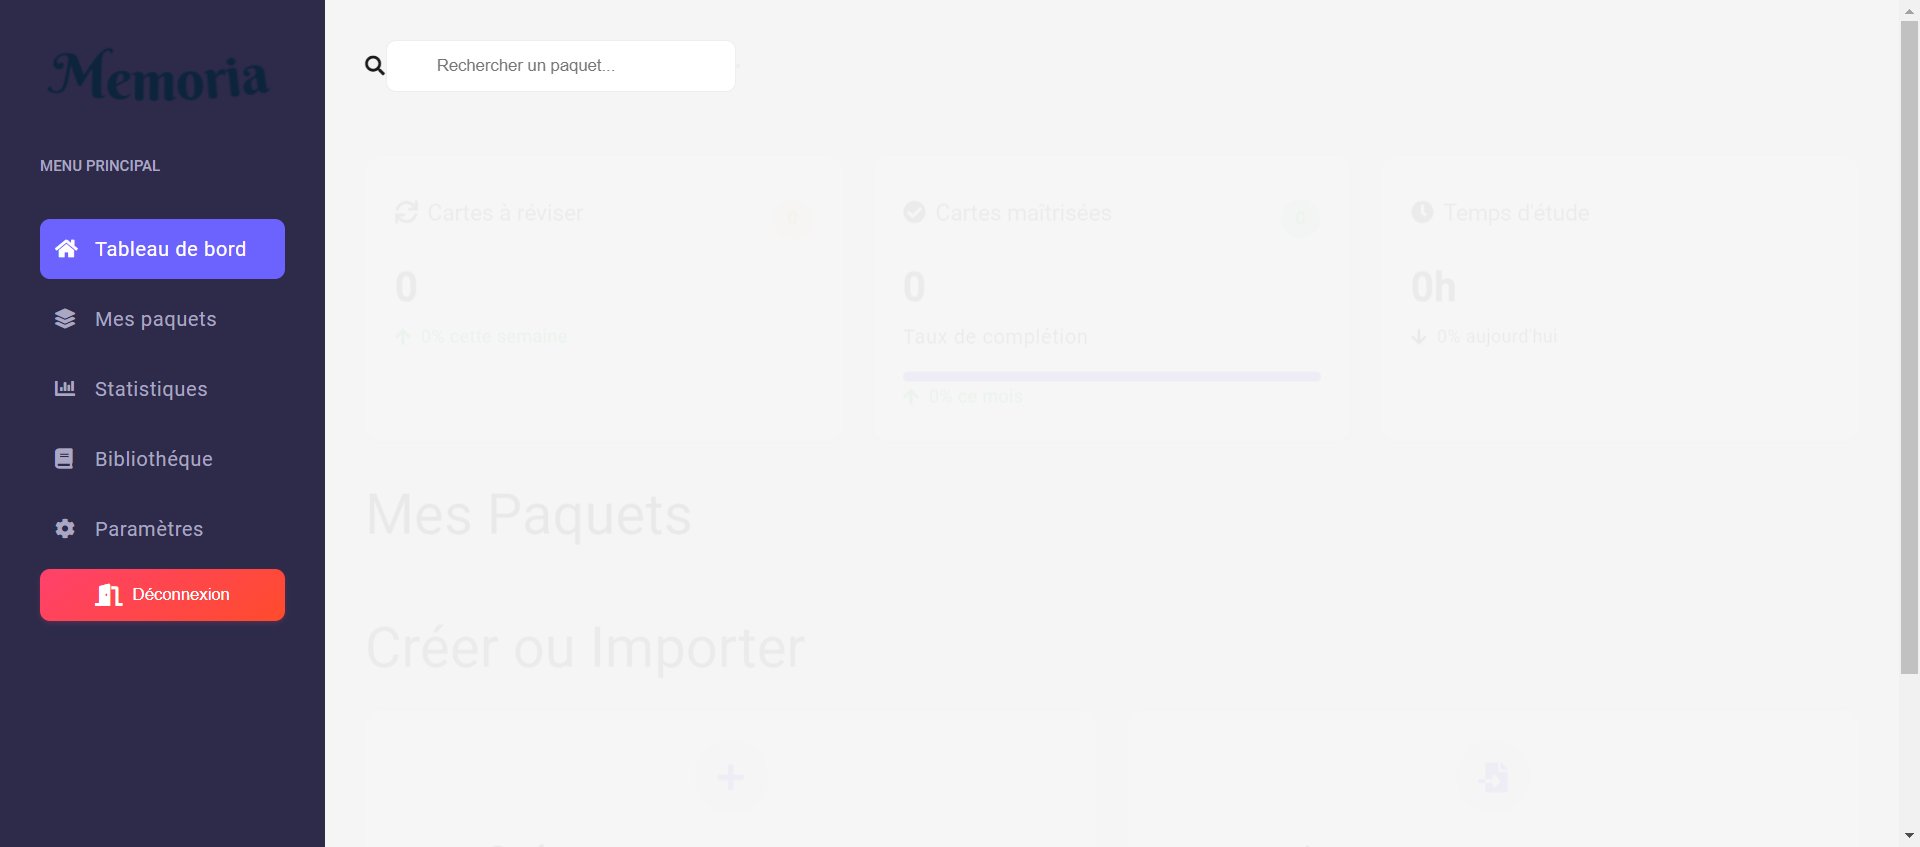 Memoria
MENU PRINCIPAL
Tableau de bord
Mes paquets
Statistiques
Bibliothéque
Paramètres
Déconnexion
Rechercher un paquet...
Cartes à réviser
0
0
0% cette semaine
Cartes maîtrisées
0
0
Taux de complétion
0% ce mois
Temps d'étude
0h
0% aujourd'hui
Mes Paquets
Créer ou Importer